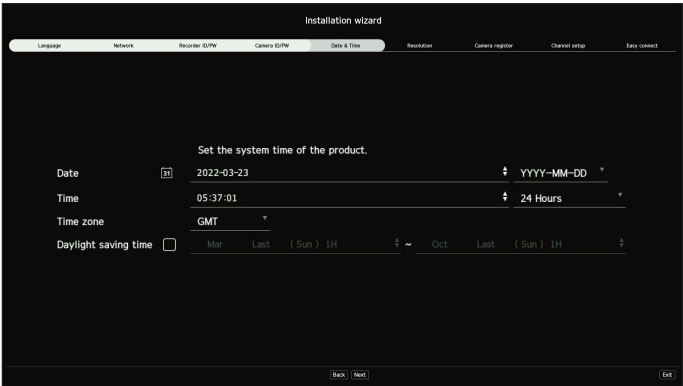 Installation wizard
Language Network Recorder ID/PW Camera ID/PW Date & Time Resolution Camera register Channel setup Easy connect
Set the system time of the product.
Date 31 2022-03-23 YYYY-MM-DD
Time 05:37:01 24 Hours
Time zone GMT
Daylight saving time Mar Last ( Sun ) 1H ~ Oct Last ( Sun ) 1H
Back Next Exit